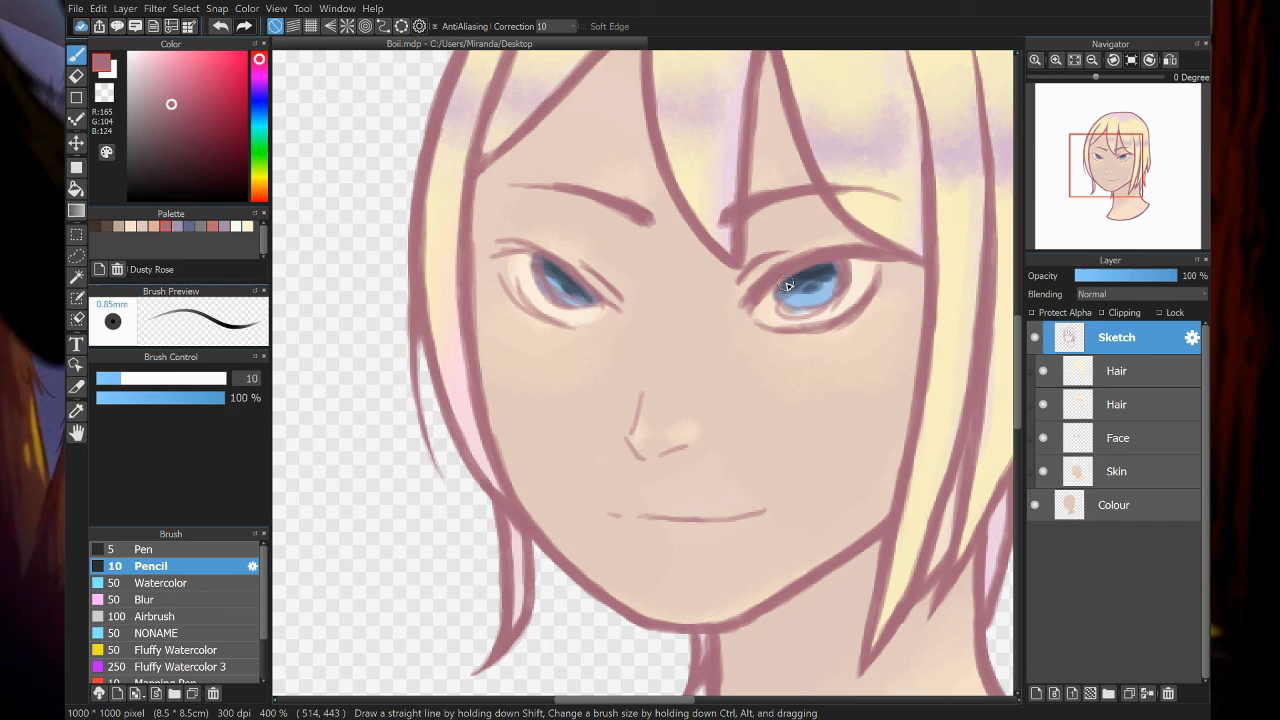 File Edit Layer Filter Select Snap Color View Tools Window Help
AntiAliasing Correction 10 Soft Edge
Color
Boii.mdp - C:/Users/Miranda/Desktop
Navigator
0 Degree
R:165
G:104
B:124
Palette
Dusty Rose
Brush Preview
0.85mm
Brush Control
10
100 %
Layer
Opacity 100 %
Blending Normal
Protect Alpha Clipping Lock
Sketch
Hair
Hair
Face
Skin
Colour
Brush
5 Pen
10 Pencil
50 Watercolor
50 Blur
100 Airbrush
50 NONAME
50 Fluffy Watercolor
250 Fluffy Watercolor 3
10 Mapping Pen
1000 * 1000 pixel (8.5 * 8.5cm) 300 dpi 400 % ( 514, 443 ) Draw a straight line by holding down Shift, Change a brush size by holding down Ctrl, Alt, and dragging